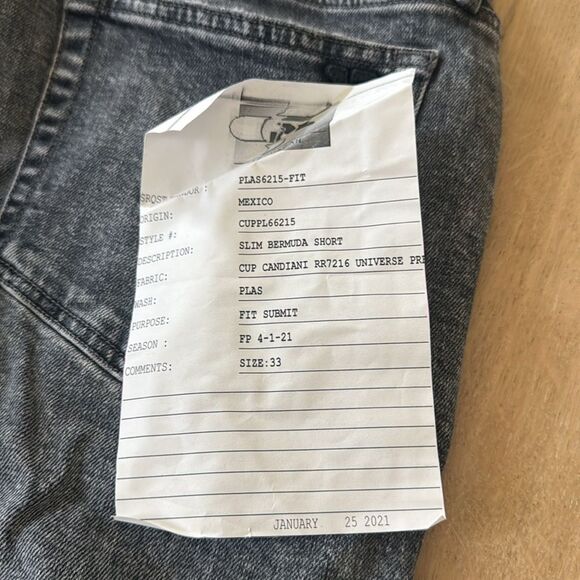 PLAS6215-FIT
ORIGIN: MEXICO
STYLE #: CUPPL66215
DESCRIPTION: SLIM BERMUDA SHORT
FABRIC: CUP CANDIANI RR7216 UNIVERSE PRE
WASH: PLAS
PURPOSE: FIT SUBMIT
SEASON : FP 4-1-21
COMMENTS: SIZE:33
JANUARY 25 2021